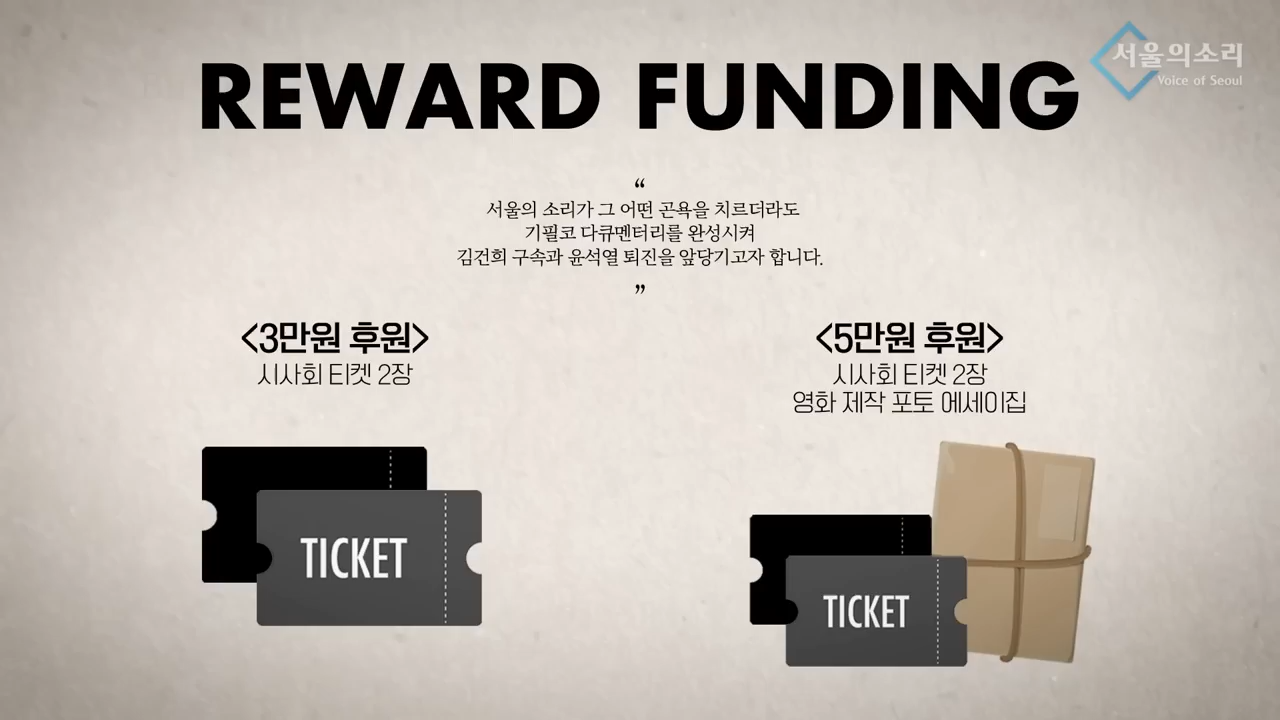 서울의소리
Voice of Seoul
REWARD FUNDING
“
서울의 소리가 그 어떤 곤욕을 치르더라도
기필코 다큐멘터리를 완성시켜
김건희 구속과 윤석열 퇴진을 앞당기고자 합니다.
”
<3만원 후원>
시사회 티켓 2장
TICKET
<5만원 후원>
시사회 티켓 2장
영화 제작 포토 에세이집
TICKET